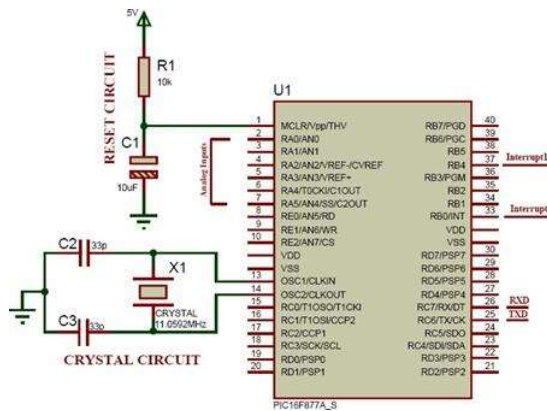 5V
RESET CIRCUIT
R1
10k
C1
10uF
Analog Inputs
U1
1 MCLR/Vpp/THV
2 RA0/AN0
3 RA1/AN1
4 RA2/AN2/VREF-/CVREF
5 RA3/AN3/VREF+
6 RA4/T0CKI/C1OUT
7 RA5/AN4/SS/C2OUT
8 RE0/AN5/RD
9 RE1/AN6/WR
10 RE2/AN7/CS
VDD
VSS
13 OSC1/CLKIN
14 OSC2/CLKOUT
15 RC0/T1OSO/T1CKI
16 RC1/T1OSI/CCP2
17 RC2/CCP1
18 RC3/SCK/SCL
19 RD0/PSP0
20 RD1/PSP1
RB7/PGD 40
RB6/PGC 39
RB5 38
RB4 37 Interrupt1
RB3/PGM 36
RB2 35
RB1 34
RB0/INT 33 Interrupt
VDD
VSS
RD7/PSP7 30
RD6/PSP6 29
RD5/PSP5 28
RD4/PSP4 27
RC7/RX/DT 26 RXD
RC6/TX/CK 25 TXD
RC5/SDO 24
RC4/SDI/SDA 23
RD3/PSP3 22
RD2/PSP2 21
PIC16F877A_S
C2
33p
X1
CRYSTAL
11.0592MHz
C3
33p
CRYSTAL CIRCUIT